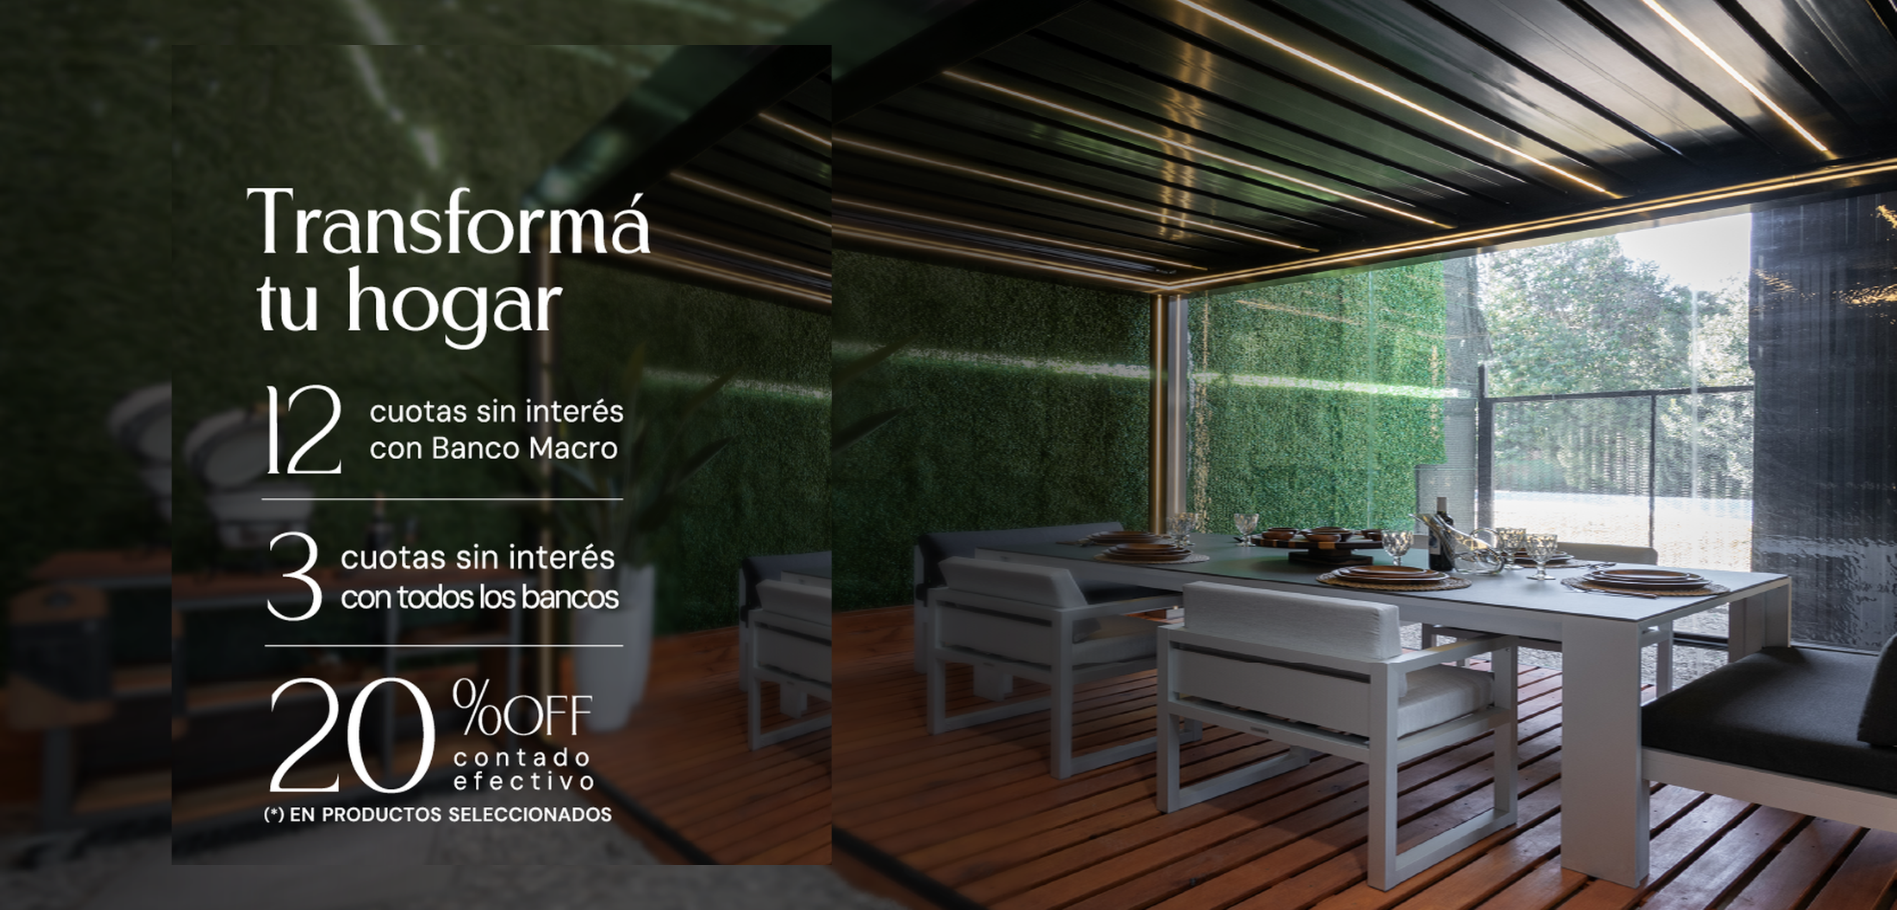 Transformá
tu hogar
12 cuotas sin interés
con Banco Macro
3 cuotas sin interés
con todos los bancos
20 %OFF
contado
efectivo
(*) EN PRODUCTOS SELECCIONADOS